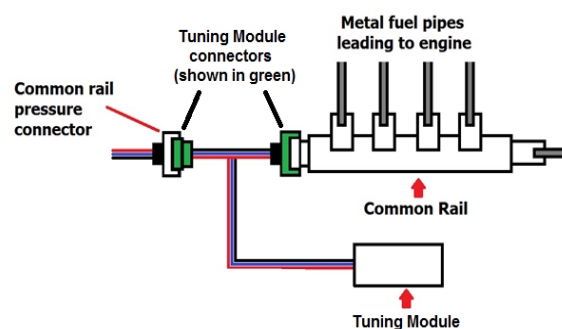 Metal fuel pipes
leading to engine
Tuning Module
connectors
(shown in green)
Common rail
pressure
connector
Common Rail
Tuning Module